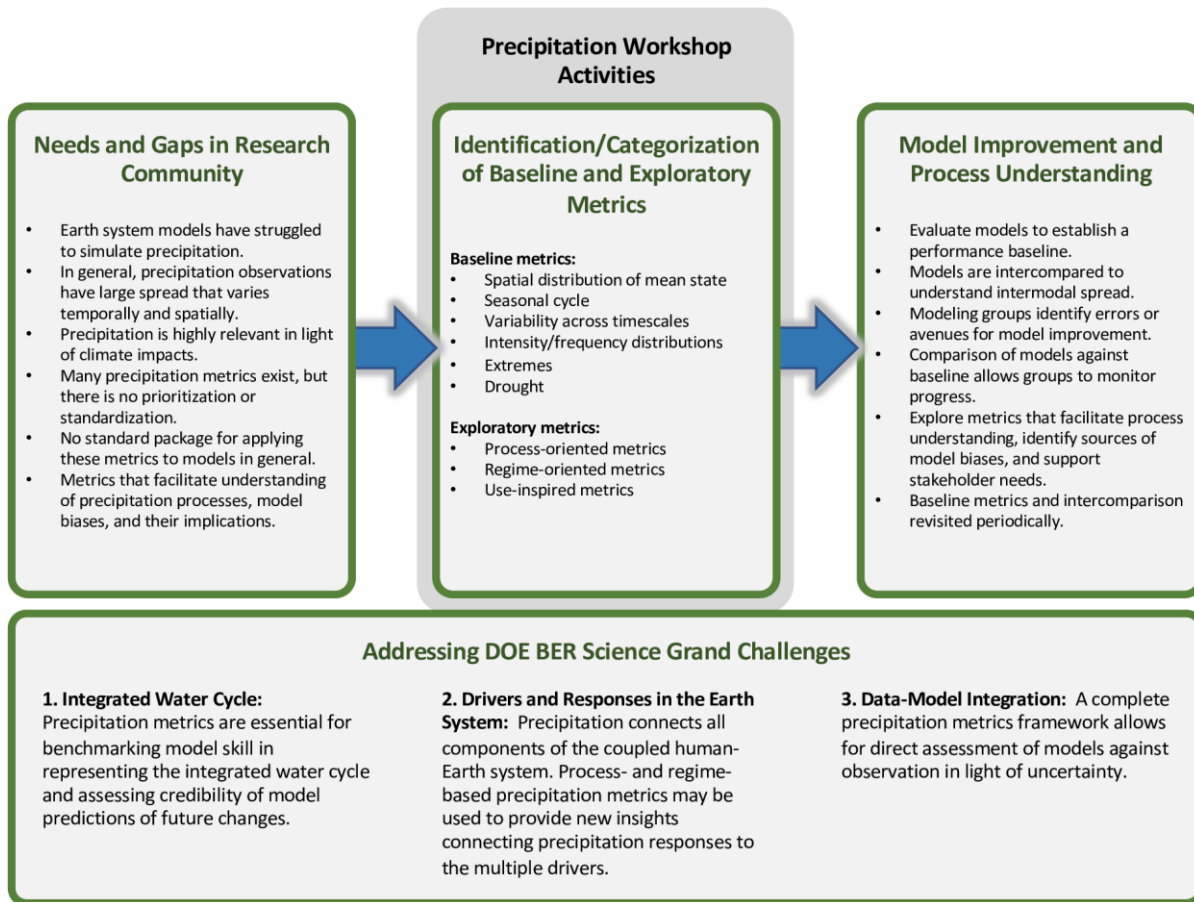 Precipitation Workshop
Activities
Needs and Gaps in Research
Community
• Earth system models have struggled
to simulate precipitation.
• In general, precipitation observations
have large spread that varies
temporally and spatially.
• Precipitation is highly relevant in light
of climate impacts.
• Many precipitation metrics exist, but
there is no prioritization or
standardization.
• No standard package for applying
these metrics to models in general.
• Metrics that facilitate understanding
of precipitation processes, model
biases, and their implications.
Identification/Categorization
of Baseline and Exploratory
Metrics
Baseline metrics:
• Spatial distribution of mean state
• Seasonal cycle
• Variability across timescales
• Intensity/frequency distributions
• Extremes
• Drought
Exploratory metrics:
• Process-oriented metrics
• Regime-oriented metrics
• Use-inspired metrics
Model Improvement and
Process Understanding
• Evaluate models to establish a
performance baseline.
• Models are intercompared to
understand intermodal spread.
• Modeling groups identify errors or
avenues for model improvement.
• Comparison of models against
baseline allows groups to monitor
progress.
• Explore metrics that facilitate process
understanding, identify sources of
model biases, and support
stakeholder needs.
• Baseline metrics and intercomparison
revisited periodically.
Addressing DOE BER Science Grand Challenges
1. Integrated Water Cycle:
Precipitation metrics are essential for
benchmarking model skill in
representing the integrated water cycle
and assessing credibility of model
predictions of future changes.
2. Drivers and Responses in the Earth
System: Precipitation connects all
components of the coupled human-
Earth system. Process- and regime-
based precipitation metrics may be
used to provide new insights
connecting precipitation responses to
the multiple drivers.
3. Data-Model Integration: A complete
precipitation metrics framework allows
for direct assessment of models against
observation in light of uncertainty.